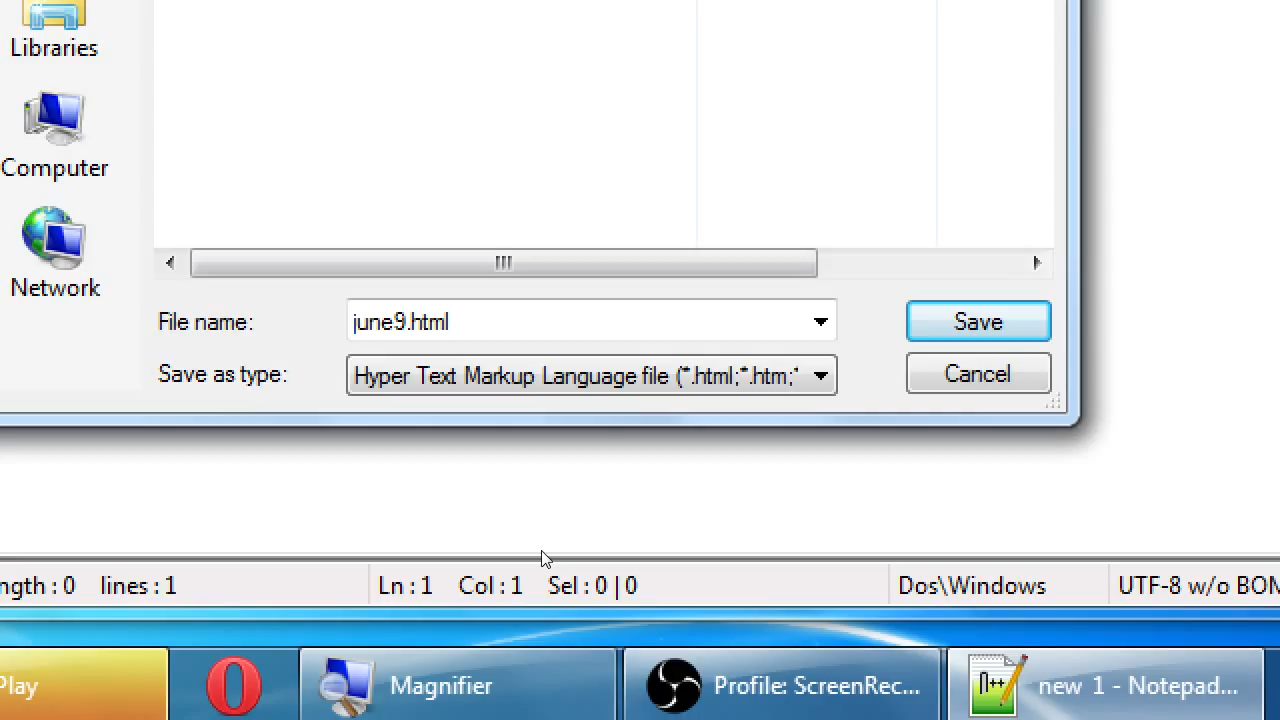 Libraries
Computer
Network
File name:
june9.html
Save
Save as type:
Hyper Text Markup Language file (*.html;*.htm;*
Cancel
ngth : 0    lines : 1
Ln : 1    Col : 1    Sel : 0 | 0
Dos\Windows
UTF-8 w/o BOM
Play
Magnifier
Profile: ScreenRec...
new 1 - Notepad...